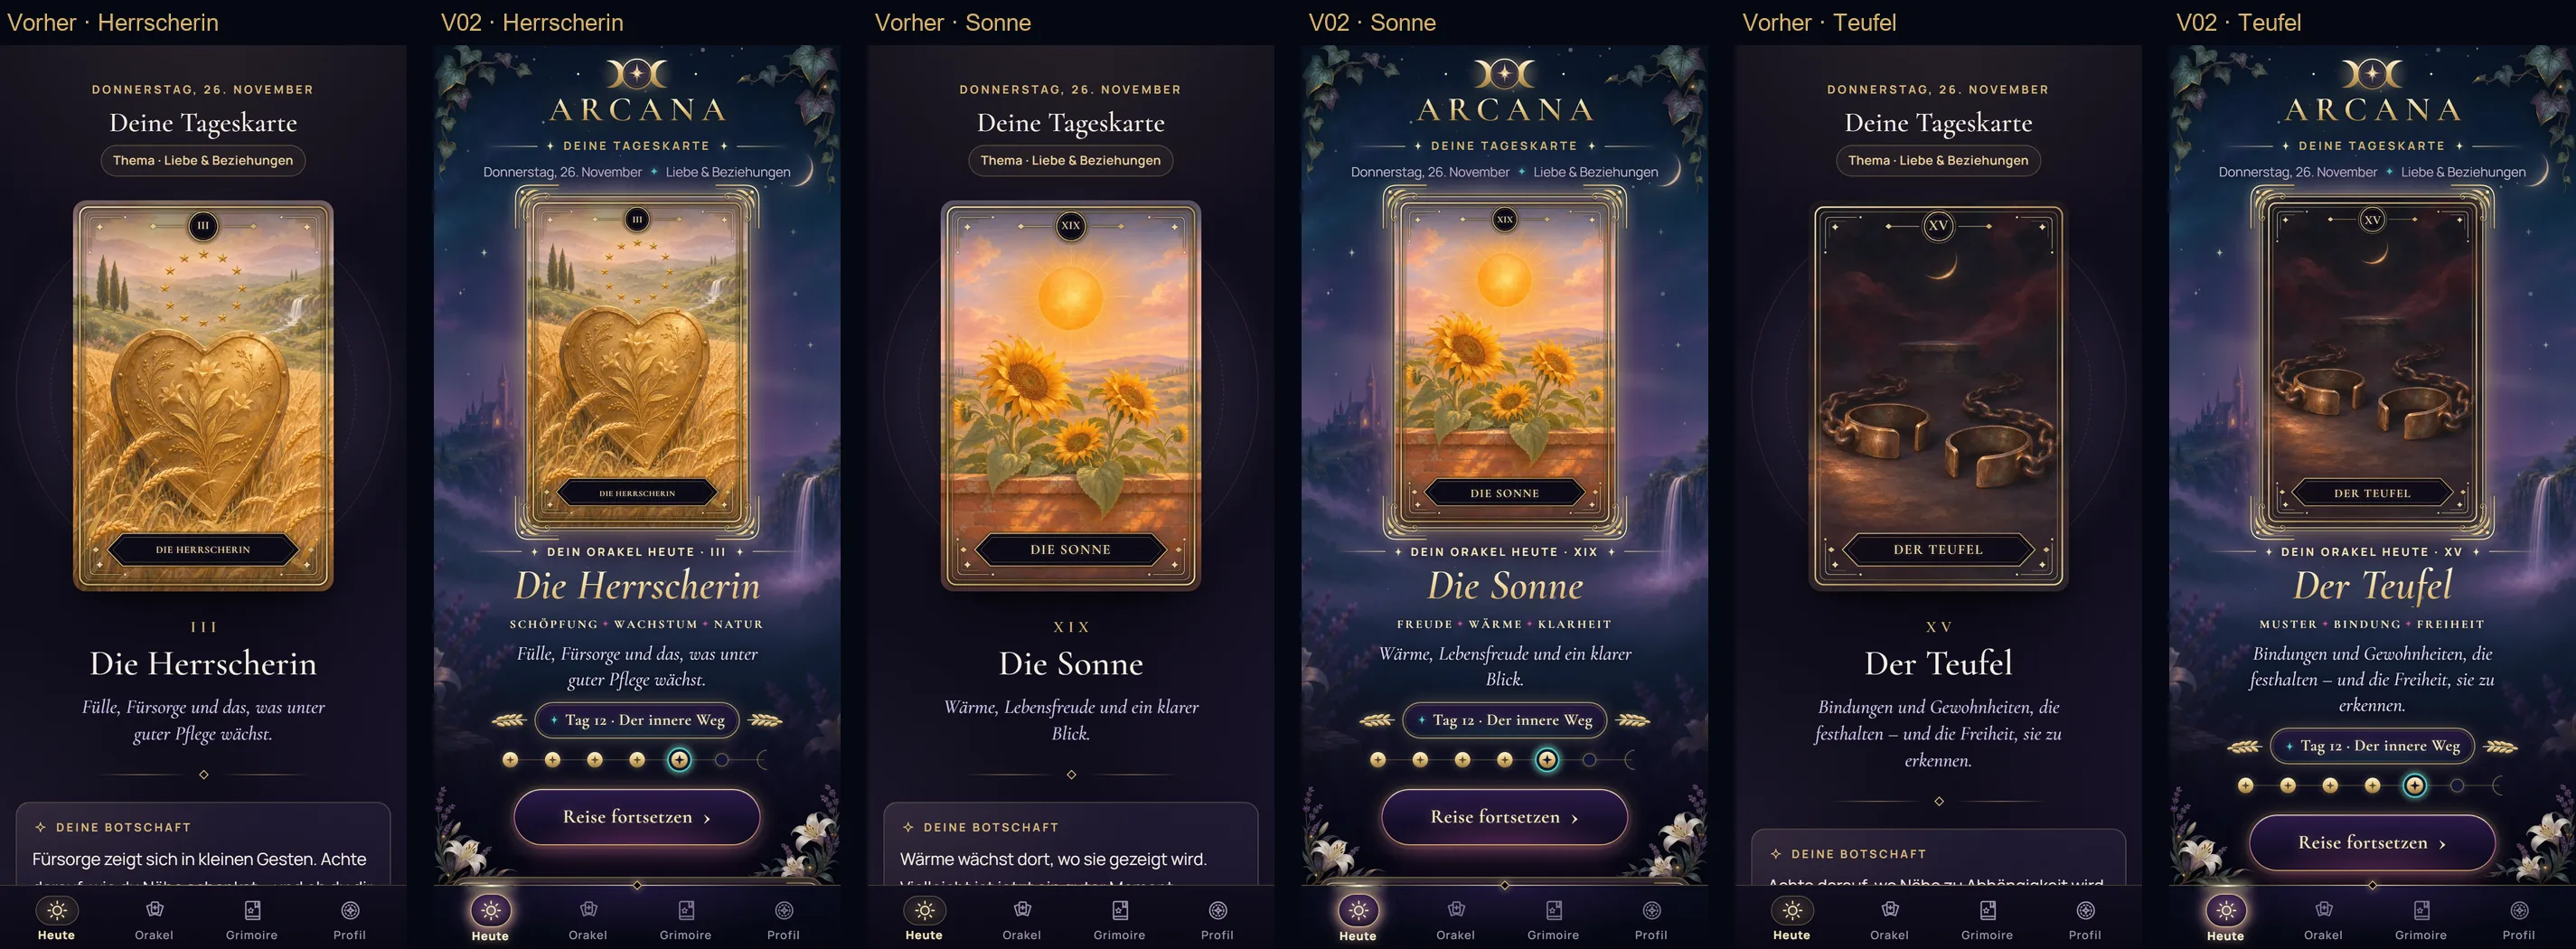 Vorher · Herrscherin
DONNERSTAG, 26. NOVEMBER
Deine Tageskarte
Thema · Liebe & Beziehungen
III
DIE HERRSCHERIN
III
Die Herrscherin
Fülle, Fürsorge und das, was unter
guter Pflege wächst.
DEINE BOTSCHAFT
Fürsorge zeigt sich in kleinen Gesten. Achte
Heute
Orakel
Grimoire
Profil
V02 · Herrscherin
ARCANA
DEINE TAGESKARTE
Donnerstag, 26. November ✦ Liebe & Beziehungen
III
DIE HERRSCHERIN
DEIN ORAKEL HEUTE · III
Die Herrscherin
SCHÖPFUNG ✦ WACHSTUM ✦ NATUR
Fülle, Fürsorge und das, was unter
guter Pflege wächst.
Tag 12 · Der innere Weg
Reise fortsetzen ›
Heute
Orakel
Grimoire
Profil
Vorher · Sonne
DONNERSTAG, 26. NOVEMBER
Deine Tageskarte
Thema · Liebe & Beziehungen
XIX
DIE SONNE
XIX
Die Sonne
Wärme, Lebensfreude und ein klarer
Blick.
DEINE BOTSCHAFT
Wärme wächst dort, wo sie gezeigt wird.
Heute
Orakel
Grimoire
Profil
V02 · Sonne
ARCANA
DEINE TAGESKARTE
Donnerstag, 26. November ✦ Liebe & Beziehungen
XIX
DIE SONNE
DEIN ORAKEL HEUTE · XIX
Die Sonne
FREUDE ✦ WÄRME ✦ KLARHEIT
Wärme, Lebensfreude und ein klarer
Blick.
Tag 12 · Der innere Weg
Reise fortsetzen ›
Heute
Orakel
Grimoire
Profil
Vorher · Teufel
DONNERSTAG, 26. NOVEMBER
Deine Tageskarte
Thema · Liebe & Beziehungen
XV
DER TEUFEL
XV
Der Teufel
Bindungen und Gewohnheiten, die
festhalten – und die Freiheit, sie zu
erkennen.
DEINE BOTSCHAFT
Heute
Orakel
Grimoire
Profil
V02 · Teufel
ARCANA
DEINE TAGESKARTE
Donnerstag, 26. November ✦ Liebe & Beziehungen
XV
DER TEUFEL
DEIN ORAKEL HEUTE · XV
Der Teufel
MUSTER ✦ BINDUNG ✦ FREIHEIT
Bindungen und Gewohnheiten, die
festhalten – und die Freiheit, sie zu
erkennen.
Tag 12 · Der innere Weg
Reise fortsetzen ›
Heute
Orakel
Grimoire
Profil